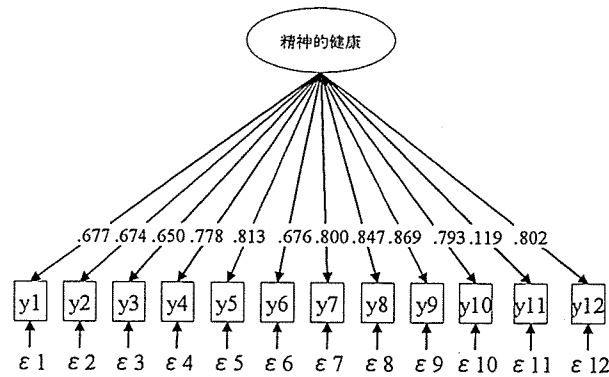 精神的健康
.677 .674 .650 .778 .813 .676 .800 .847 .869 .793 .119 .802
y1 y2 y3 y4 y5 y6 y7 y8 y9 y10 y11 y12
ε1 ε2 ε3 ε4 ε5 ε6 ε7 ε8 ε9 ε10 ε11 ε12